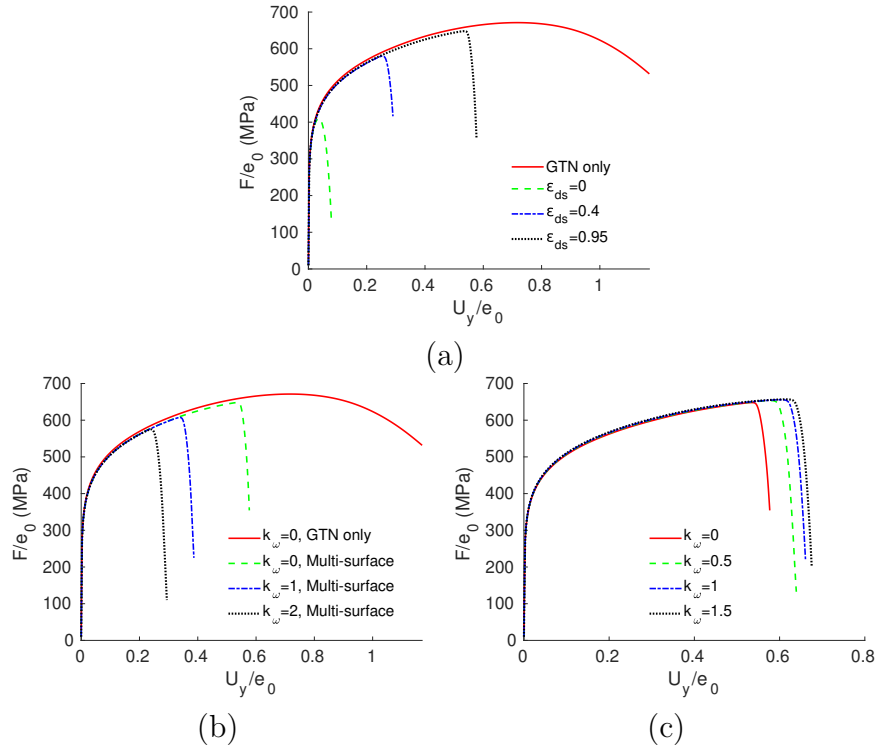 700
600
500
400
300
200
100
0
F/e0 (MPa)
GTN only
εds=0
εds=0.4
εds=0.95
0 0.2 0.4 0.6 0.8 1
Uy/e0
(a)
700
600
500
400
300
200
100
0
F/e0 (MPa)
kω=0, GTN only
kω=0, Multi-surface
kω=1, Multi-surface
kω=2, Multi-surface
0 0.2 0.4 0.6 0.8 1
Uy/e0
(b)
700
600
500
400
300
200
100
0
F/e0 (MPa)
kω=0
kω=0.5
kω=1
kω=1.5
0 0.2 0.4 0.6 0.8
Uy/e0
(c)